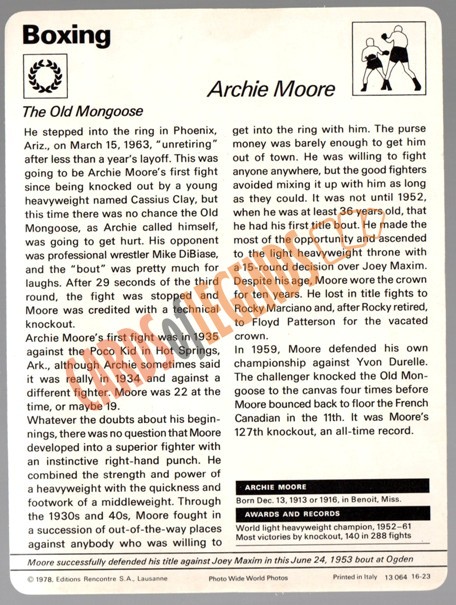 Boxing
Archie Moore
The Old Mongoose
He stepped into the ring in Phoenix,
Ariz., on March 15, 1963, "unretiring"
after less than a year's layoff. This was
going to be Archie Moore's first fight
since being knocked out by a young
heavyweight named Cassius Clay, but
this time there was no chance the Old
Mongoose, as Archie called himself,
was going to get hurt. His opponent
was professional wrestler Mike DiBiase,
and the "bout" was pretty much for
laughs. After 29 seconds of the third
round, the fight was stopped and
Moore was credited with a technical
knockout.
Archie Moore's first fight was in 1935
against the Poco Kid in Hot Springs,
Ark., although Archie sometimes said
it was really in 1934 and against a
different fighter. Moore was 22 at the
time, or maybe 19.
Whatever the doubts about his begin-
nings, there was no question that Moore
developed into a superior fighter with
an instinctive right-hand punch. He
combined the strength and power of
a heavyweight with the quickness and
footwork of a middleweight. Through
the 1930s and 40s, Moore fought in
a succession of out-of-the-way places
against anybody who was willing to
get into the ring with him. The purse
money was barely enough to get him
out of town. He was willing to fight
anyone anywhere, but the good fighters
avoided mixing it up with him as long
as they could. It was not until 1952,
when he was at least 36 years old, that
he had his first title shot. He made the
most of the opportunity and ascended
to the light heavyweight throne with
a 15-round decision over Joey Maxim.
Despite his age, Moore wore the crown
for ten years. He lost in title fights to
Rocky Marciano and, after Rocky retired,
to Floyd Patterson for the vacated
crown.
In 1959, Moore defended his own
championship against Yvon Durelle.
The challenger knocked the Old Mon-
goose to the canvas four times before
Moore bounced back to floor the French
Canadian in the 11th. It was Moore's
127th knockout, an all-time record.
ARCHIE MOORE
Born Dec. 13, 1913 or 1916, in Benoit, Miss.
AWARDS AND RECORDS
World light heavyweight champion, 1952–61
Most victories by knockout, 140 in 288 fights
Moore successfully defended his title against Joey Maxim in this June 24, 1953 bout at Ogden
© 1978, Editions Rencontre S.A., Lausanne
Photo Wide World Photos
Printed in Italy 13 064 16-23
CARDS OF LEGENDS.COM